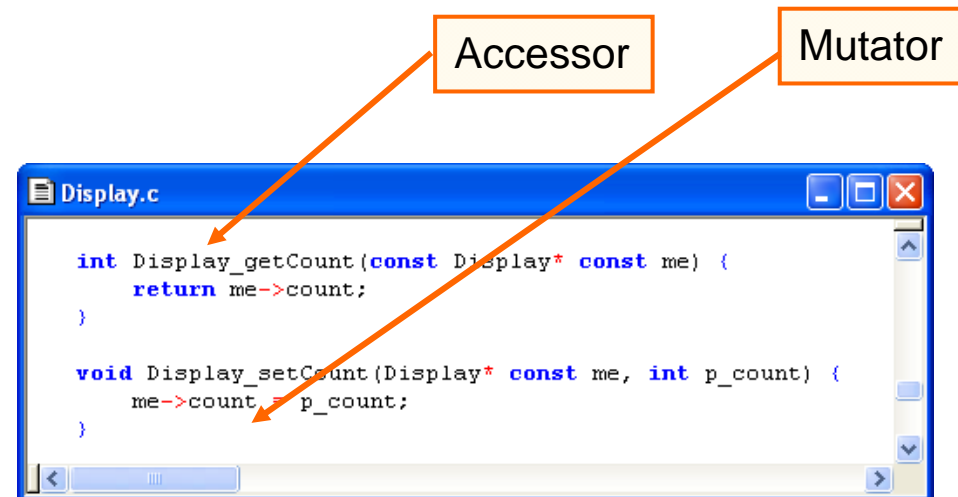 Accessor
Mutator
Display.c
int Display_getCount(const Display* const me) {
return me->count;
}
void Display_setCount(Display* const me, int p_count) {
me->count = p_count;
}